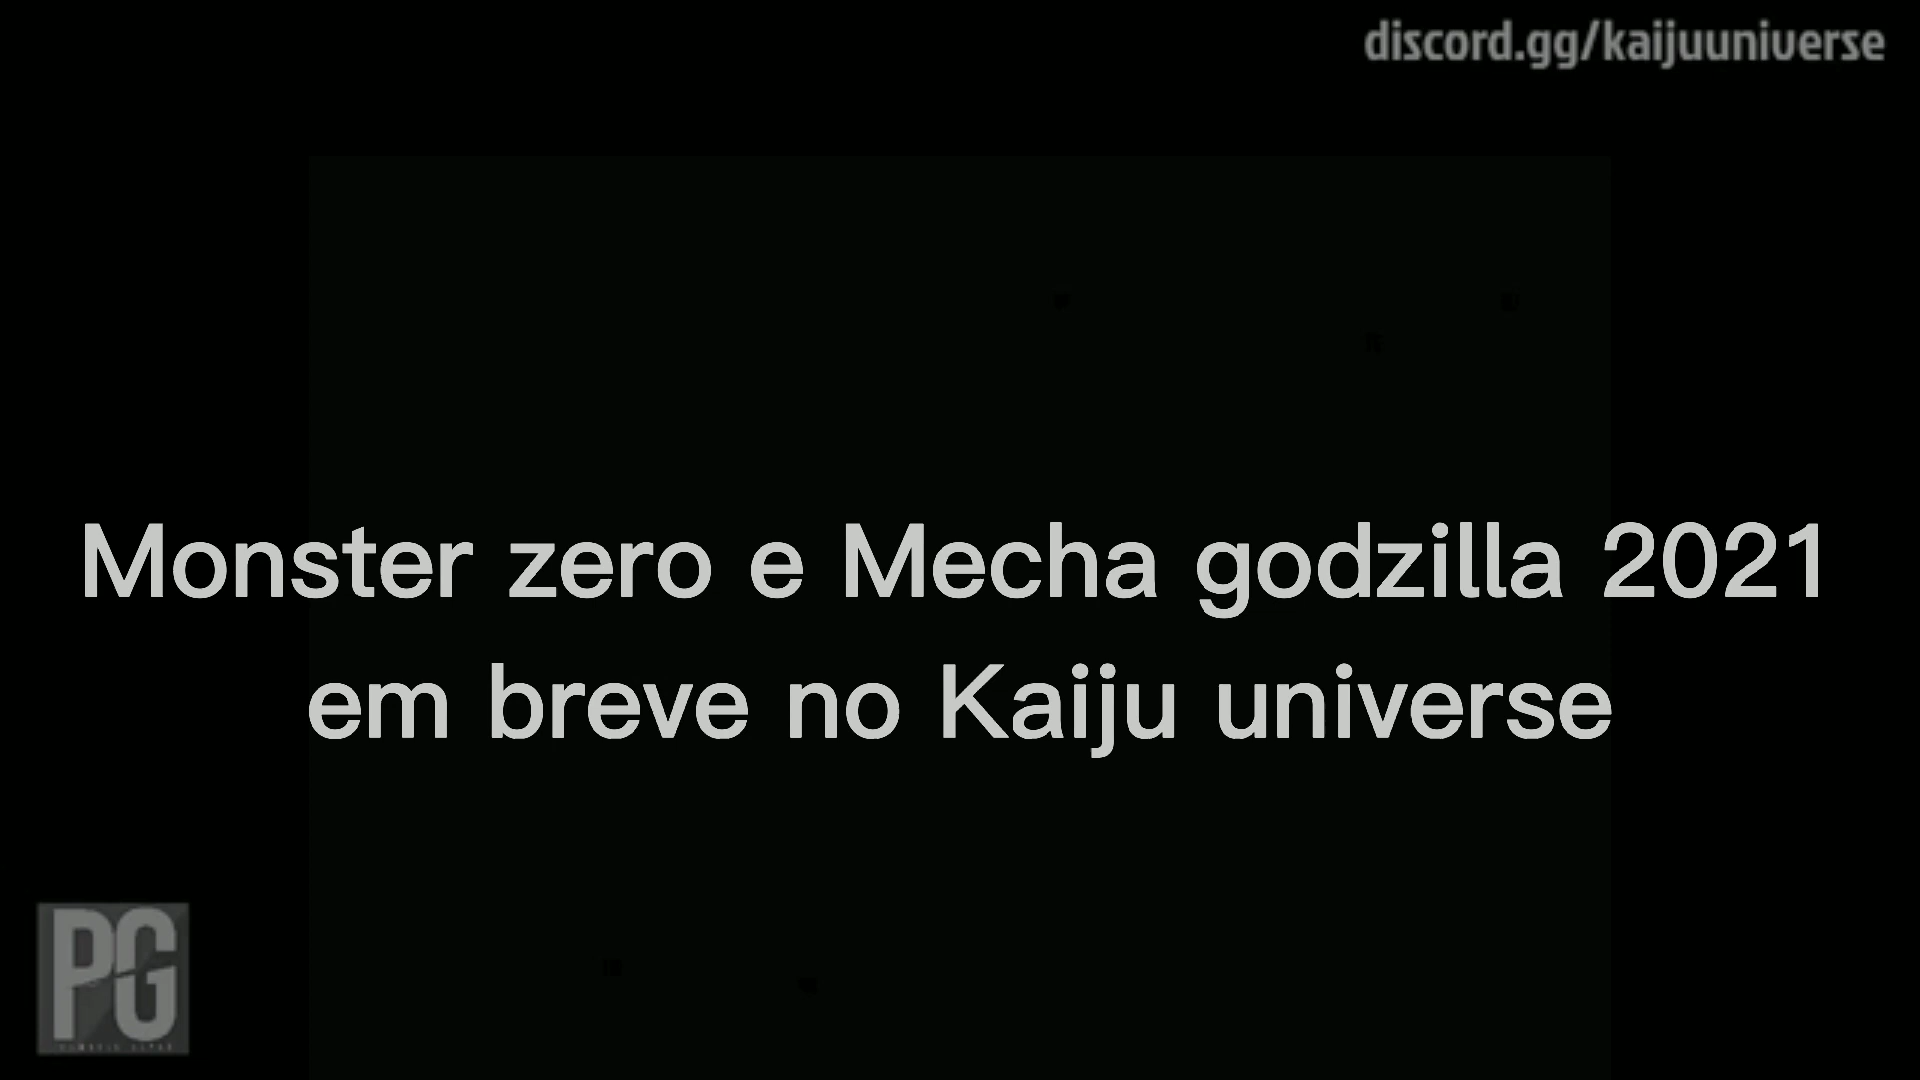 discord.gg/kaijuuniverse
Monster zero e Mecha godzilla 2021
em breve no Kaiju universe
PG